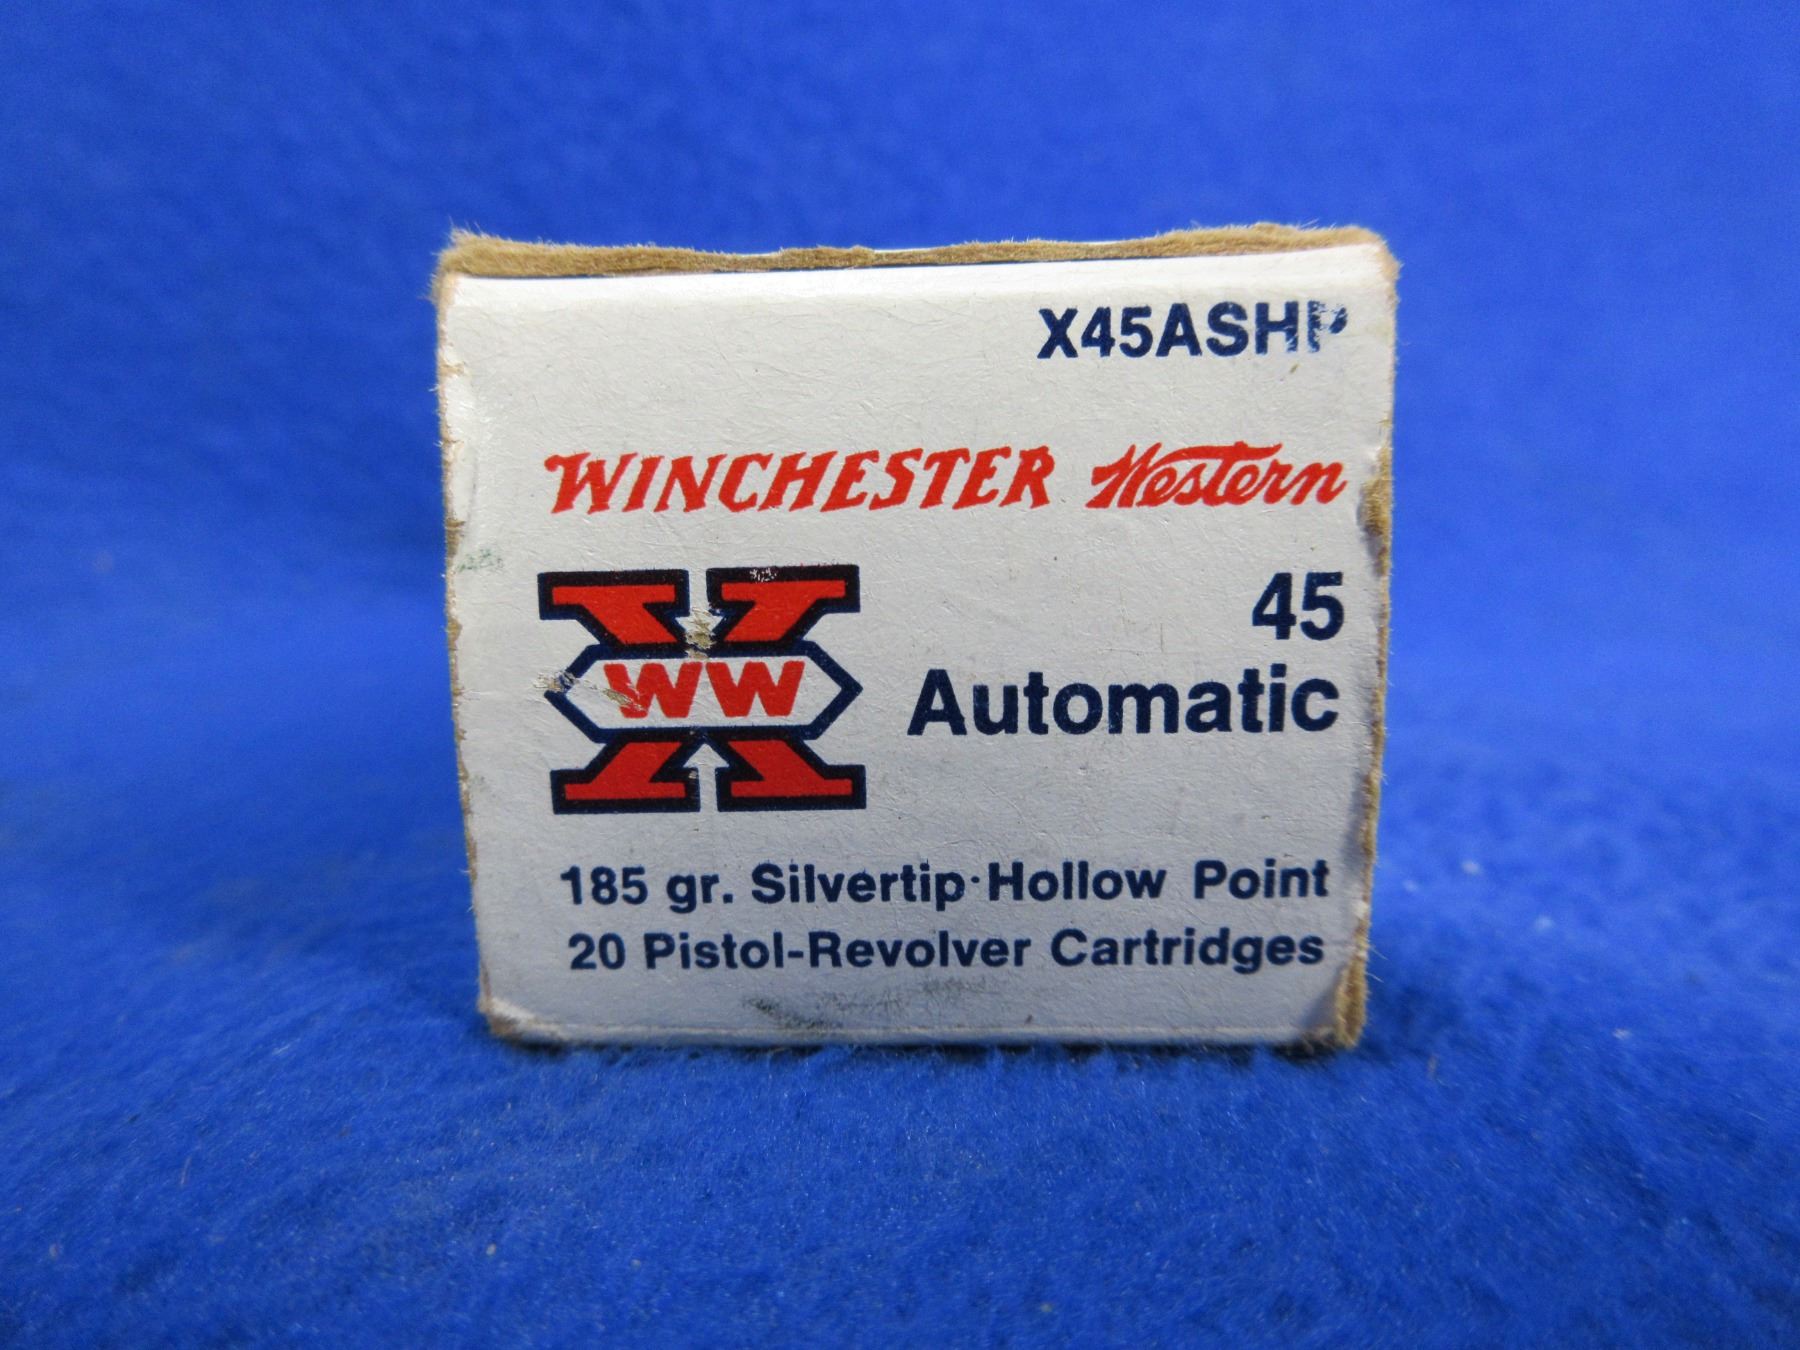 X45ASHP
WINCHESTER Western
WW
45
Automatic
185 gr. Silvertip·Hollow Point
20 Pistol-Revolver Cartridges